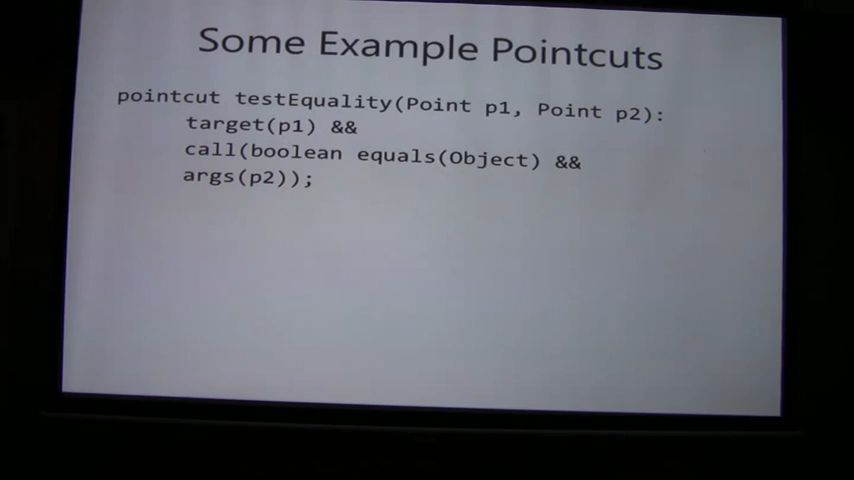 Some Example Pointcuts
pointcut testEquality(Point p1, Point p2):
target(p1) &&
call(boolean equals(Object) &&
args(p2));